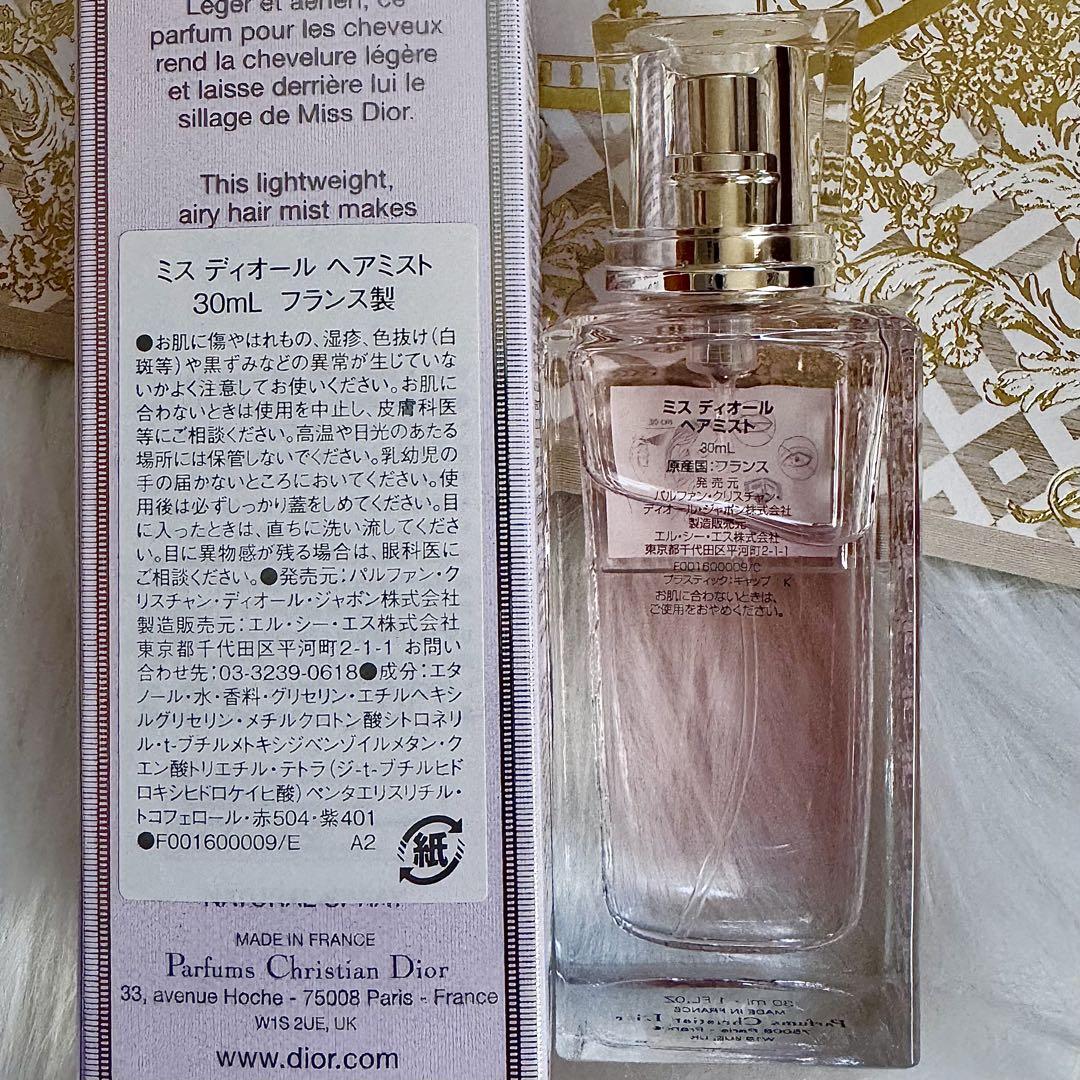 Léger et aérien, ce
parfum pour les cheveux
rend la chevelure légère
et laisse derrière lui le
sillage de Miss Dior.
This lightweight,
airy hair mist makes
ミス ディオール ヘアミスト
30mL フランス製
●お肌に傷やはれもの、湿疹、色抜け(白
斑等)や黒ずみなどの異常が生じていな
いかよく注意してお使いください。お肌に
合わないときは使用を中止し、皮膚科医
等にご相談ください。高温や日光のあたる
場所には保管しないでください。乳幼児の
手の届かないところにおいてください。使
用後は必ずしっかり蓋をしめてください。目
に入ったときは、直ちに洗い流してくださ
い。目に異物感が残る場合は、眼科医に
ご相談ください。●発売元:パルファン・ク
リスチャン・ディオール・ジャポン株式会社
製造販売元:エル・シー・エス株式会社
東京都千代田区平河町2-1-1 お問い
合わせ先:03-3239-0618●成分:エタ
ノール・水・香料・グリセリン・エチルヘキシ
ルグリセリン・メチルクロトン酸シトロネリ
ル・t-ブチルメトキシジベンゾイルメタン・ク
エン酸トリエチル・テトラ(ジ-t-ブチルヒド
ロキシヒドロケイヒ酸)ペンタエリスリチル・
トコフェロール・赤504・紫401
●F001600009/E A2
紙
MADE IN FRANCE
Parfums Christian Dior
33, avenue Hoche - 75008 Paris - France
W1S 2UE, UK
www.dior.com
ミス ディオール
ヘアミスト
30mL
原産国:フランス
発売元
パルファン・クリスチャン・
ディオール・ジャポン株式会社
製造販売元
エル・シー・エス株式会社
東京都千代田区平河町2-1-1
F001600009/C
プラスティック:キャップ K
お肌に合わないときは、
ご使用をおやめください。
30 ml - 1 FL.OZ
MADE IN FRANCE
Parfums Christian Dior
75008 Paris - France
W1S 2UE, UK